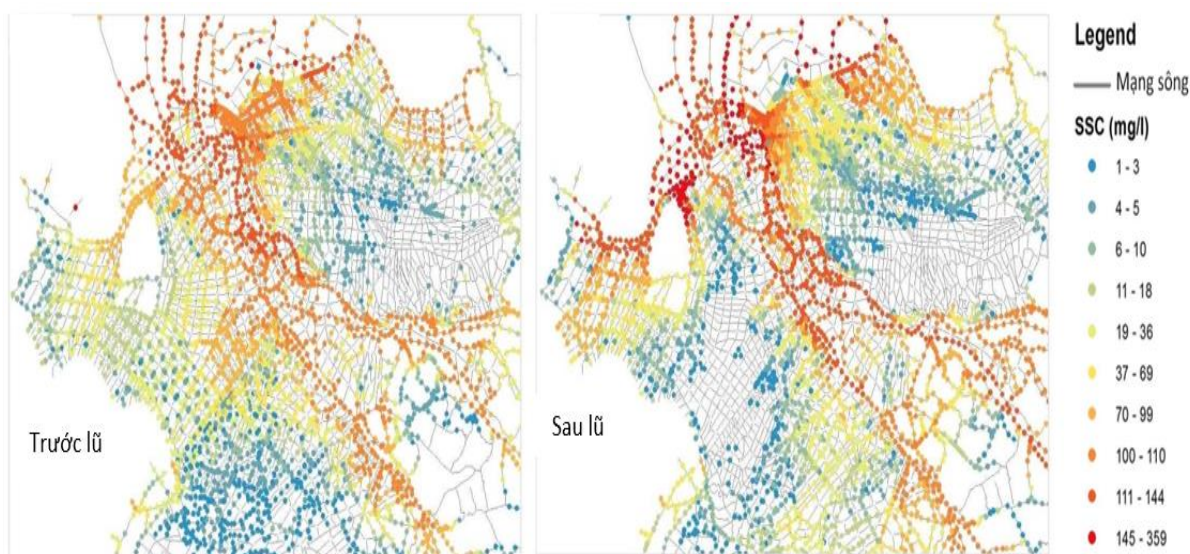 Trước lũ
Sau lũ
Legend
Mạng sông
SSC (mg/l)
1 - 3
4 - 5
6 - 10
11 - 18
19 - 36
37 - 69
70 - 99
100 - 110
111 - 144
145 - 359